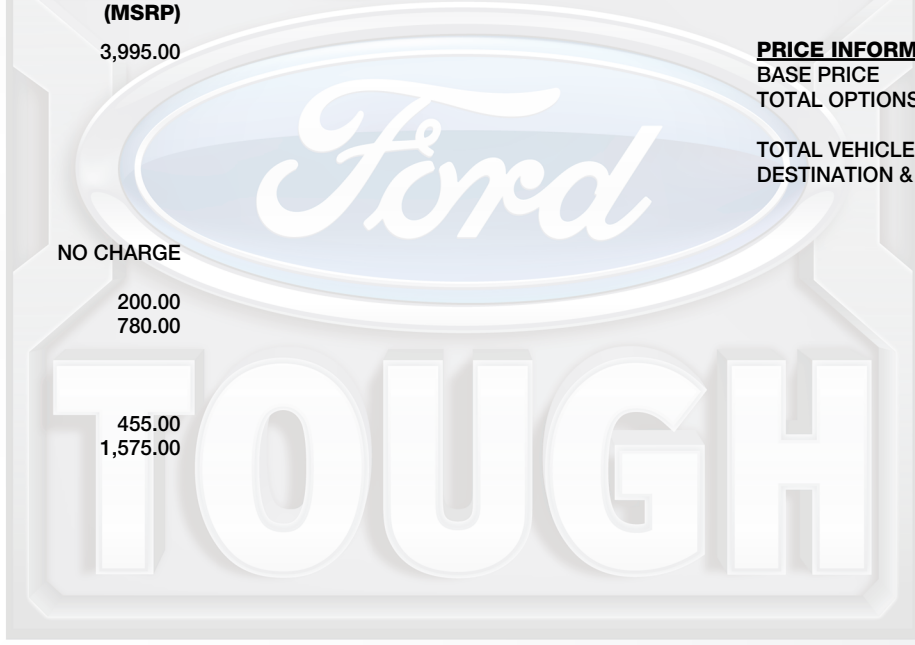 (MSRP)
3,995.00
PRICE INFORM
BASE PRICE
TOTAL OPTIONS
TOTAL VEHICLE
DESTINATION &
Ford
NO CHARGE
200.00
780.00
455.00
1,575.00
TOUGH